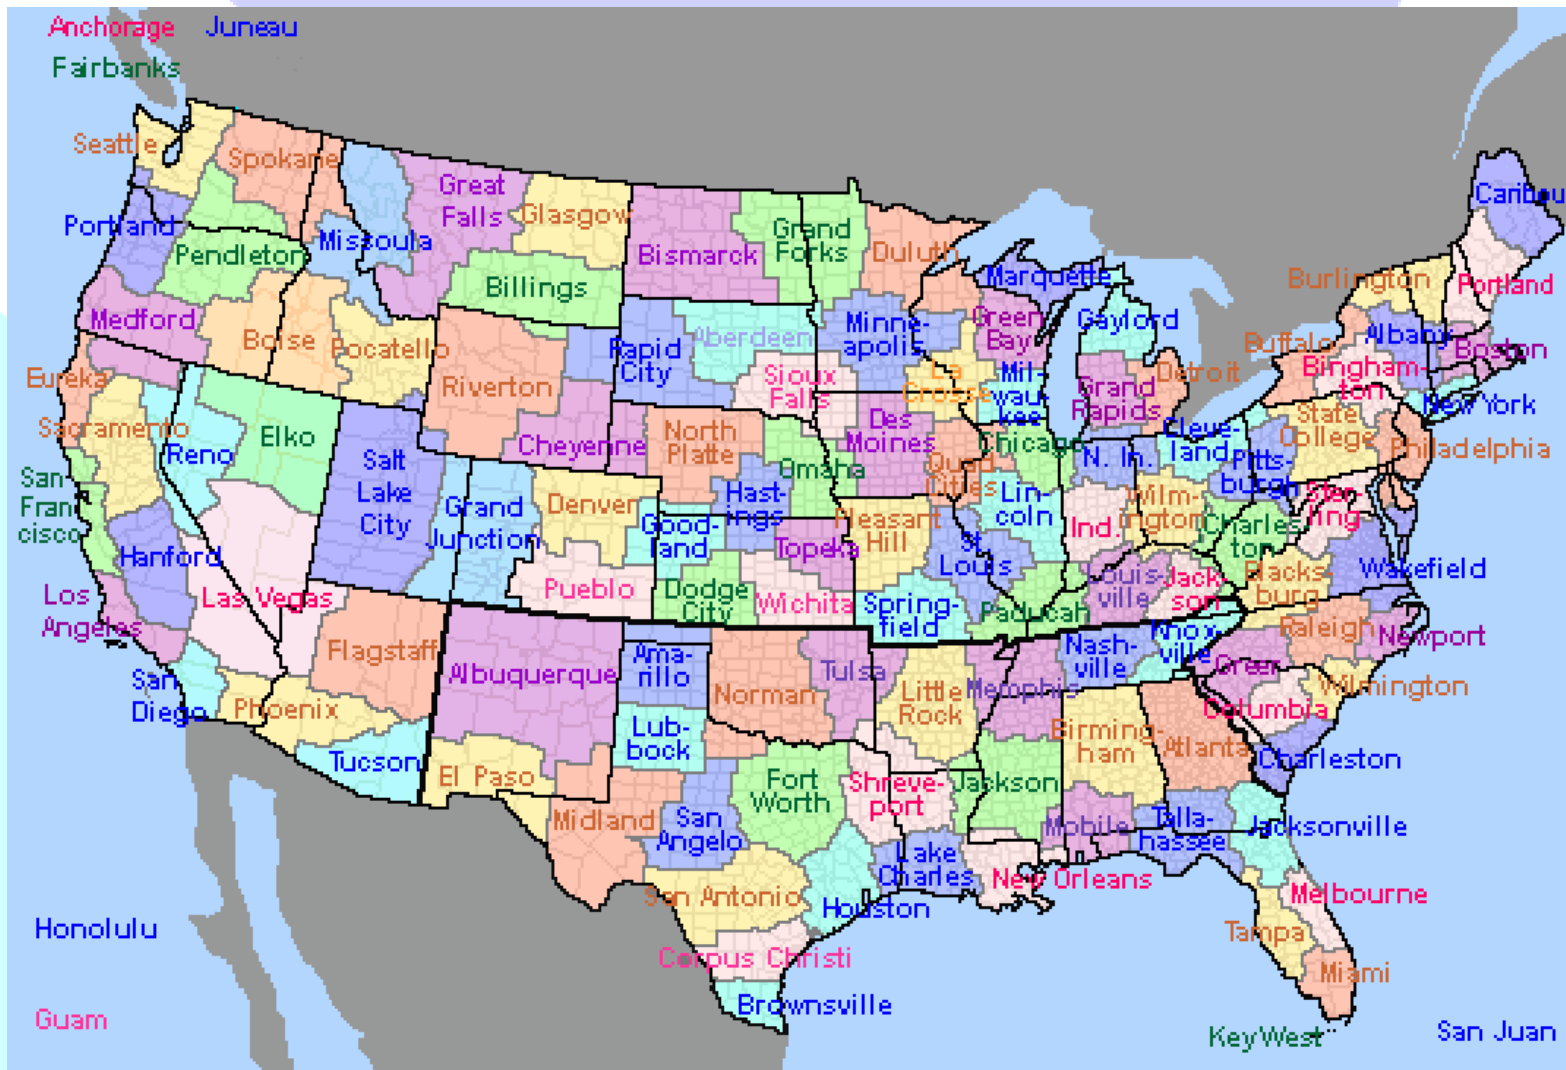 Anchorage Juneau
Fairbanks
Seattle
Spokane
Great
Falls
Glasgow
Caribou
Portland
Missoula
Pendleton
Bismarck
Grand
Forks
Duluth
Marquette
Burlington
Portland
Billings
Medford
Boise
Pocatello
Aberdeen
Rapid
City
Minne-
apolis
Green
Bay
Gaylord
Buffalo
Albany
Boston
Eureka
Riverton
Sioux
Falls
La
Crosse
Mil-
wau-
kee
Grand
Rapids
Detroit
Bingham-
ton
New York
Sacramento
Reno
Elko
Salt
Lake
City
Cheyenne
North
Platte
Omaha
Des
Moines
Quad
Cities
Chicago
N. In.
Cleve-
land
Pitts-
burgh
State
College
Philadelphia
San
Fran
cisco
Hanford
Grand
Junction
Denver
Good-
land
Hast-
ings
Topeka
Pleasant
Hill
St
Louis
Lin-
coln
Ind.
Wilm-
ington
Charles
ton
Ster-
ling
Wakefield
Los
Angeles
Las Vegas
Pueblo
Dodge
City
Wichita
Spring-
field
Paducah
Louis-
ville
Jack-
son
Blacks-
burg
Flagstaff
Albuquerque
Ama-
rillo
Norman
Tulsa
Little
Rock
Memphis
Nash-
ville
Knox-
ville
Greer
Raleigh
Newport
San
Diego
Phoenix
Tucson
El Paso
Lub-
bock
Fort
Worth
Shreve-
port
Jackson
Birming-
ham
Atlanta
Columbia
Wilmington
Charleston
Midland
San
Angelo
Lake
Charles
Mobile
Talla-
hassee
Jacksonville
San Antonio
Houston
New Orleans
Melbourne
Honolulu
Corpus Christi
Tampa
Miami
Guam
Brownsville
Key West
San Juan